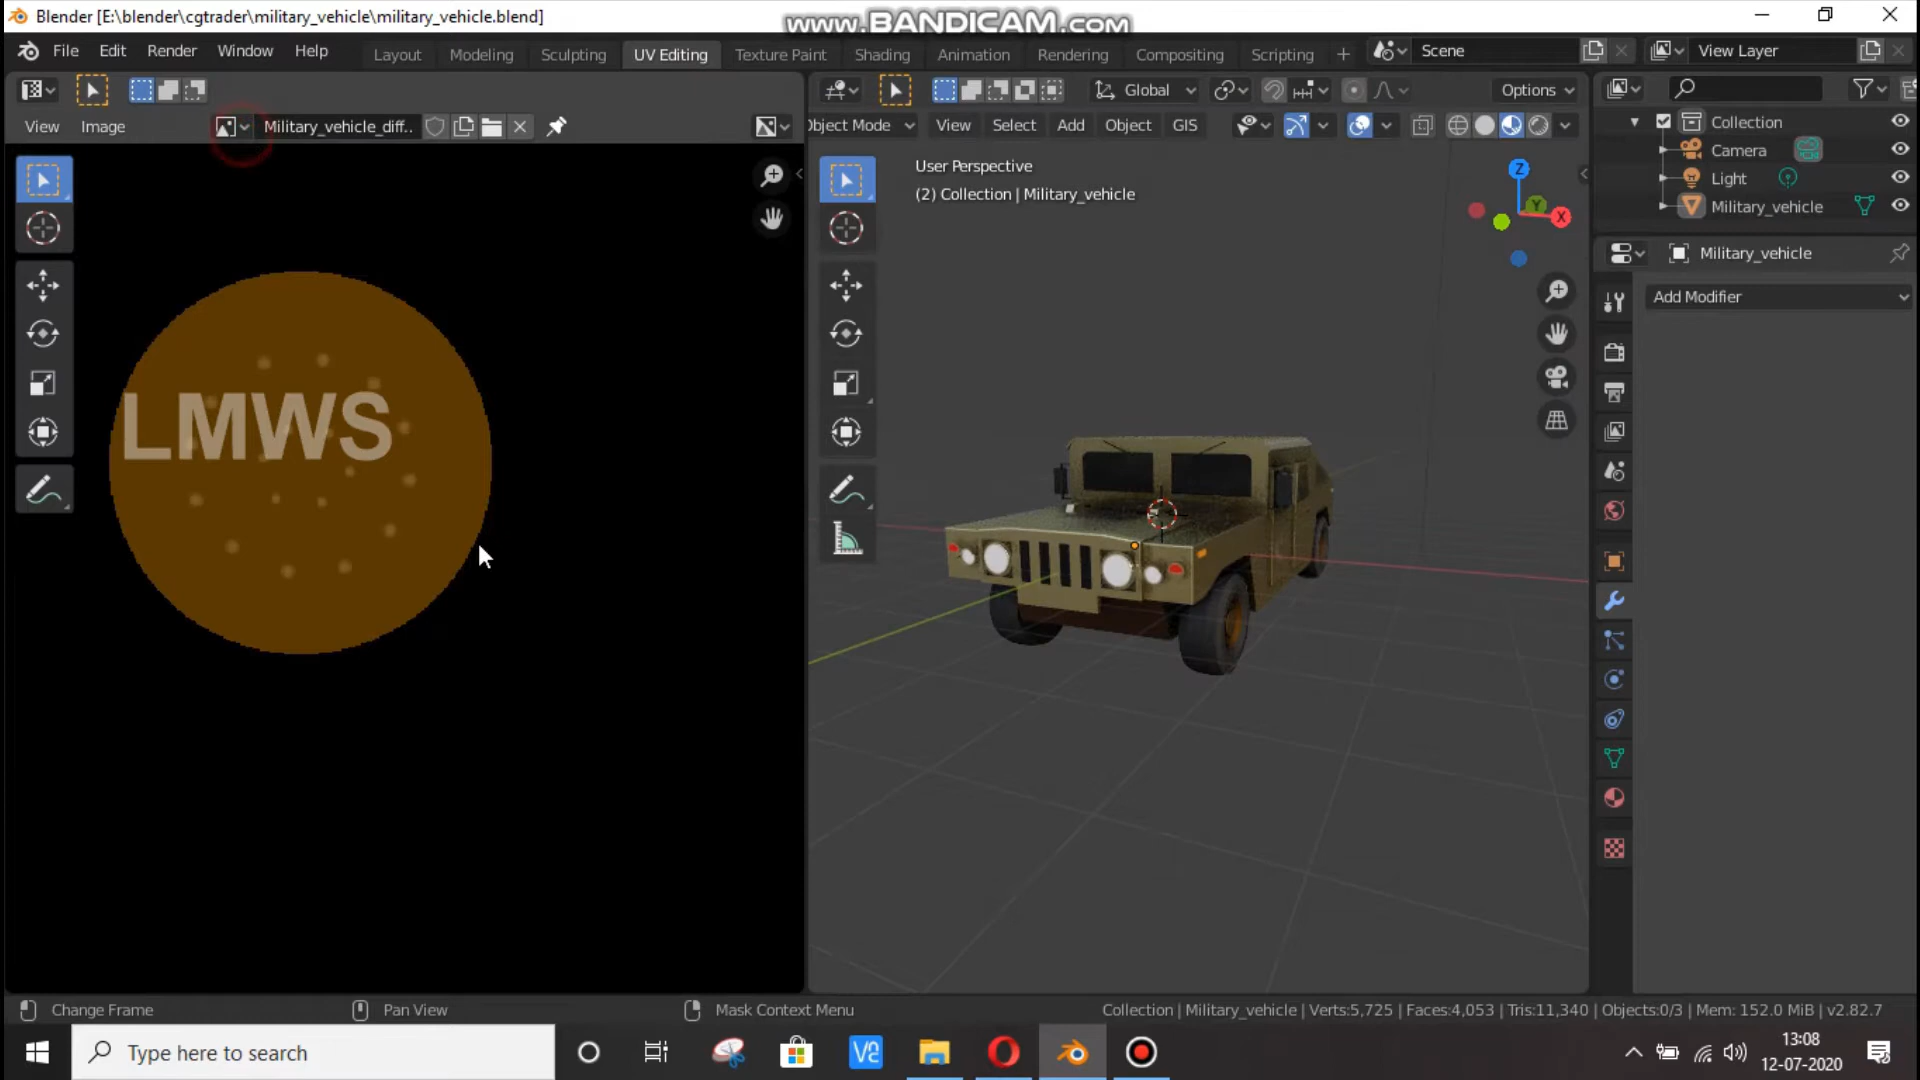 Blender [E:\blender\cgtrader\military_vehicle\military_vehicle.blend]
www.BANDICAM.com
File Edit Render Window Help
Layout Modeling Sculpting UV Editing Texture Paint Shading Animation Rendering Compositing Scripting +
Scene
View Layer
Global
Options
View Image
Military_vehicle_diff..
bject Mode View Select Add Object GIS
Collection
Camera
Light
Military_vehicle
User Perspective
(2) Collection | Military_vehicle
Z
Y
X
Military_vehicle
Add Modifier
LMWS
Change Frame
Pan View
Mask Context Menu
Collection | Military_vehicle | Verts:5,725 | Faces:4,053 | Tris:11,340 | Objects:0/3 | Mem: 152.0 MiB | v2.82.7
Type here to search
13:08
12-07-2020